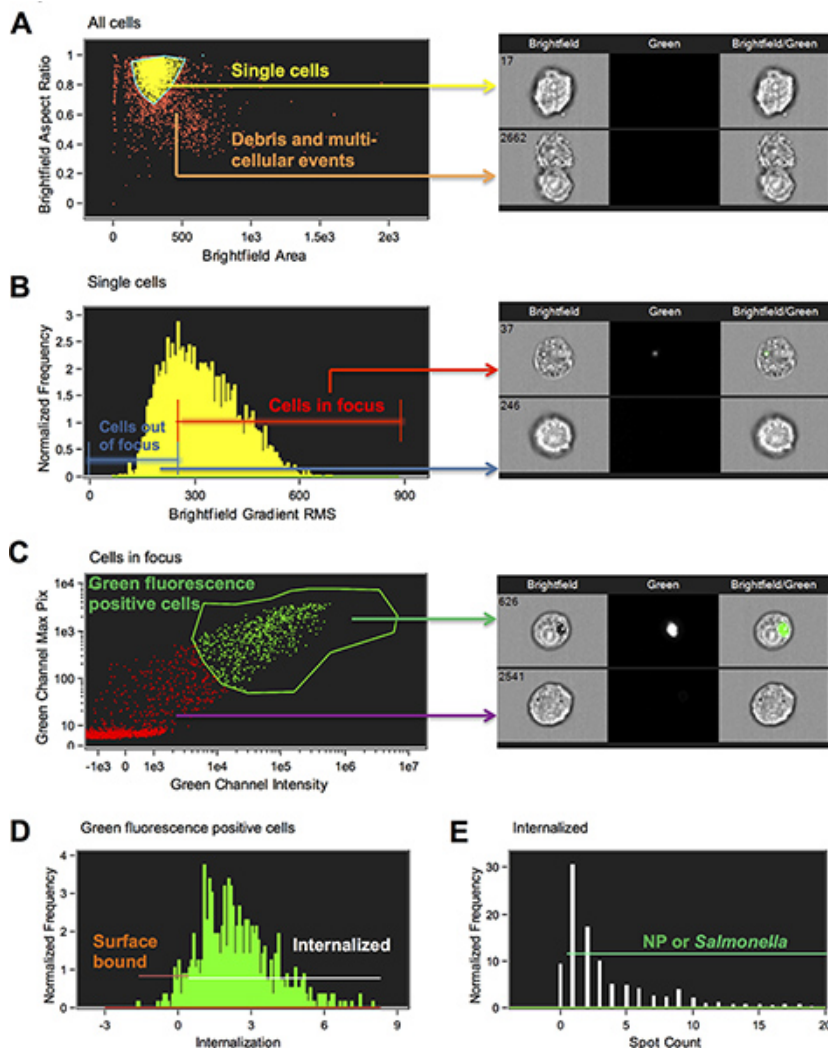 A
All cells
Brightfield Aspect Ratio
1
0.8
0.6
0.4
0.2
0
Single cells
Debris and multi-
cellular events
0 500 1e3 1.5e3 2e3
Brightfield Area
Brightfield Green Brightfield/Green
17
2662
B
Single cells
Normalized Frequency
3
2.5
2
1.5
1
0.5
0
Cells out
of focus
Cells in focus
0 300 600 900
Brightfield Gradient RMS
Brightfield Green Brightfield/Green
37
246
C
Cells in focus
Green Channel Max Pix
1e4
1e3
100
10
0
Green fluorescence
positive cells
-1e3 0 1e3 1e4 1e5 1e6 1e7
Green Channel Intensity
Brightfield Green Brightfield/Green
626
2541
D
Green fluorescence positive cells
Normalized Frequency
4
3
2
1
0
Surface
bound
Internalized
-3 0 3 6 9
Internalization
E
Internalized
Normalized Frequency
30
20
10
0
NP or Salmonella
0 5 10 15 20
Spot Count